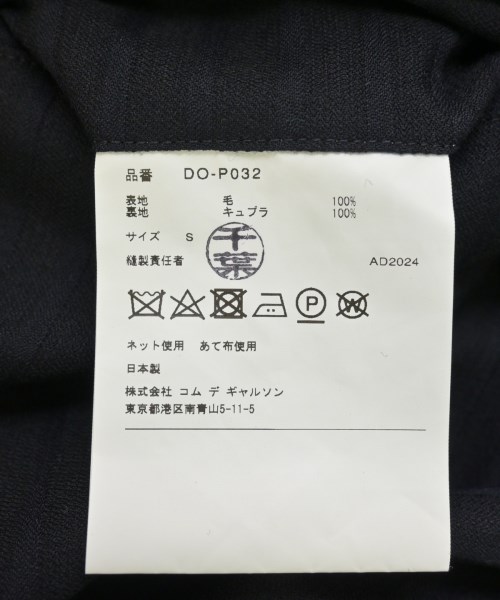 品番 DO-P032
表地 毛 100%
裏地 キュプラ 100%
サイズ S
千葉
縫製責任者 AD2024
P W
ネット使用 あて布使用
日本製
株式会社 コム デ ギャルソン
東京都港区南青山5-11-5